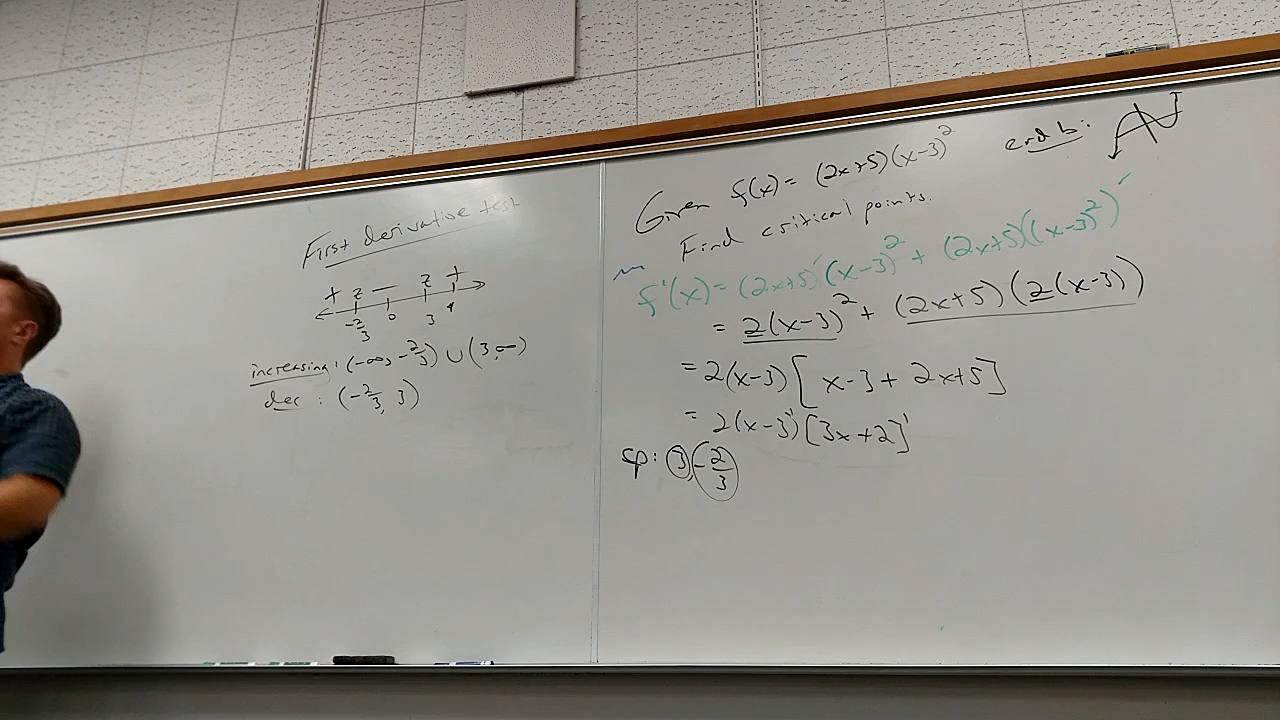 First derivative test
+ z − z +
-2/3 0 3 4
increasing: (-∞, -2/3) ∪ (3, ∞)
dec : (-2/3, 3)
Given f(x) = (2x+5)(x-3)²
end b:
Find critical points.
f'(x) = (2x+5)'(x-3)² + (2x+5)((x-3)²)'
= 2(x-3)² + (2x+5)(2(x-3))
= 2(x-3)[x-3+2x+5]
= 2(x-3)'[3x+2]'
cp: 3, -2/3